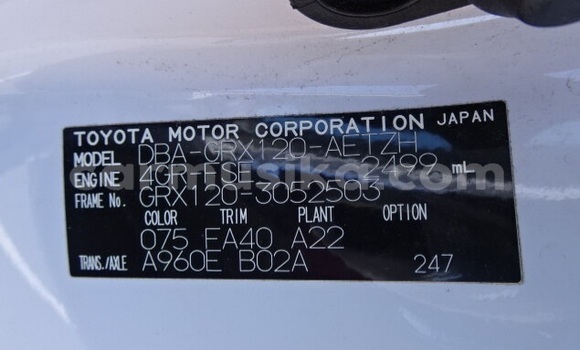 TOYOTA MOTOR CORPORATION JAPAN
MODEL DBA-GRX120-AETZH
ENGINE 4GR-FSE 2499 mL
FRAME No. GRX120-3052503
COLOR TRIM PLANT OPTION
075 EA40 A22
TRANS./AXLE A960E B02A 247